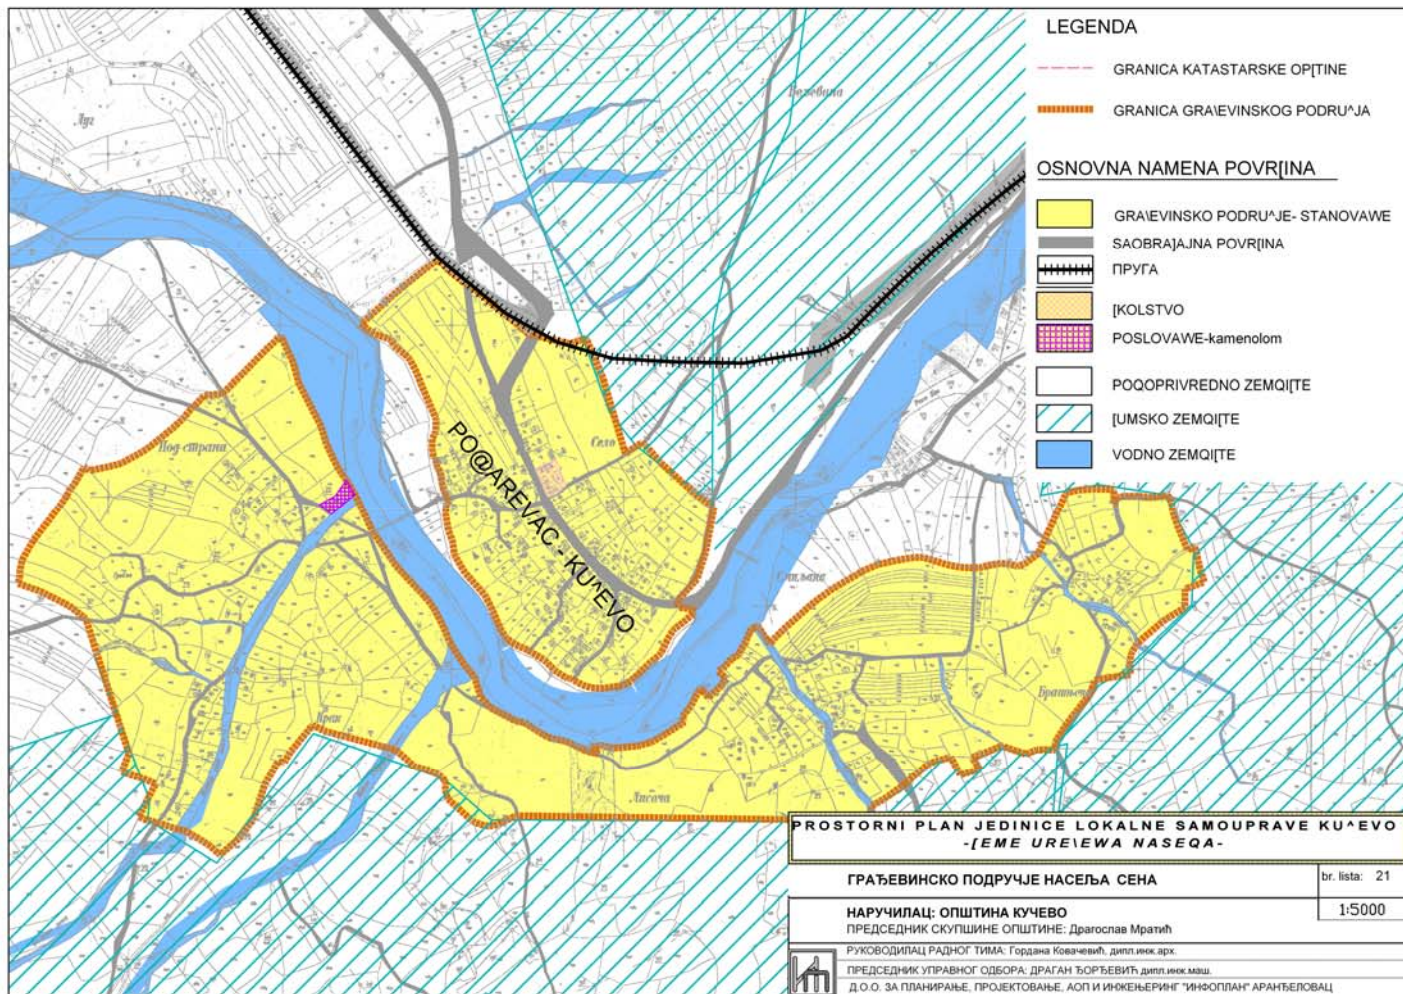 LEGENDA
GRANICA KATASTARSKE OP[TINE
GRANICA GRA\EVINSKOG PODRU^JA
OSNOVNA NAMENA POVR[INA
GRA\EVINSKO PODRU^JE- STANOVAWE
SAOBRA]AJNA POVR[INA
ПРУГА
[KOLSTVO
POSLOVAWE-kamenolom
POQOPRIVREDNO ZEMQI[TE
[UMSKO ZEMQI[TE
VODNO ZEMQI[TE
Луг
Под страна
Село
PO@AREVAC - KU^EVO
Крак
Лисача
PROSTORNI PLAN JEDINICE LOKALNE SAMOUPRAVE KU^EVO
-[EME URE\EWA NASEQA-
ГРАЂЕВИНСКО ПОДРУЧЈЕ НАСЕЉА СЕНА
br. lista: 21
НАРУЧИЛАЦ: ОПШТИНА КУЧЕВО
1:5000
ПРЕДСЕДНИК СКУПШИНЕ ОПШТИНЕ: Драгослав Мратић
РУКОВОДИЛАЦ РАДНОГ ТИМА: Гордана Ковачевић, дипл.инж.арх.
ПРЕДСЕДНИК УПРАВНОГ ОДБОРА: ДРАГАН ЂОРЂЕВИЋ дипл.инж.маш.
Д.О.О. ЗА ПЛАНИРАЊЕ, ПРОЈЕКТОВАЊЕ, АОП И ИНЖЕЊЕРИНГ "ИНФОПЛАН" АРАНЂЕЛОВАЦ